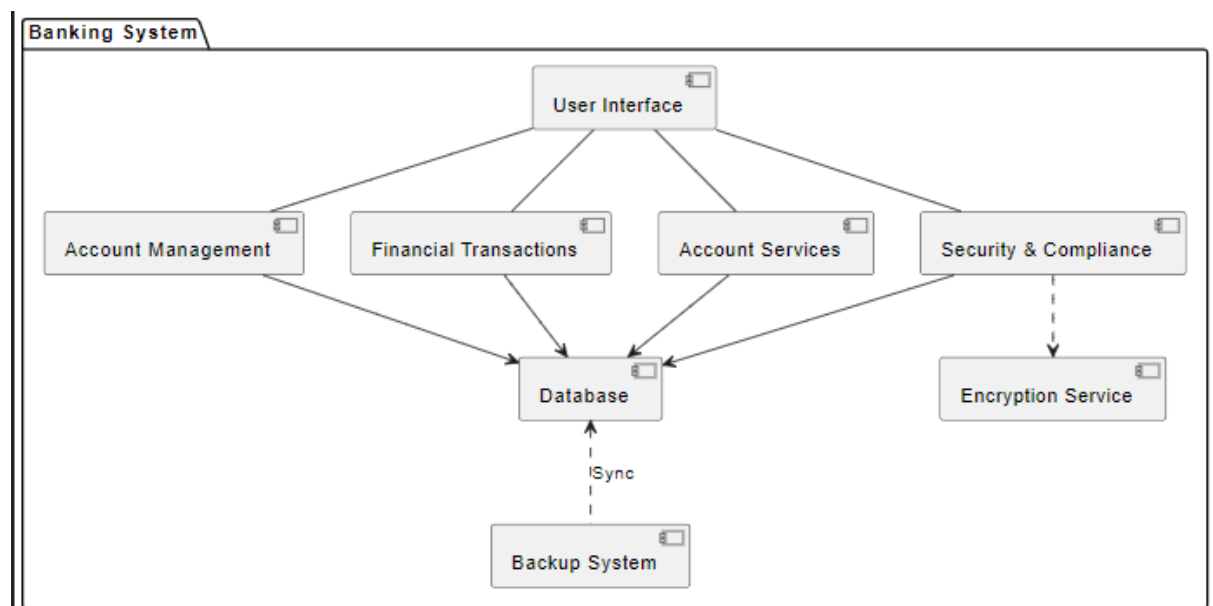 Banking System
User Interface
Account Management
Financial Transactions
Account Services
Security & Compliance
Database
Encryption Service
Sync
Backup System